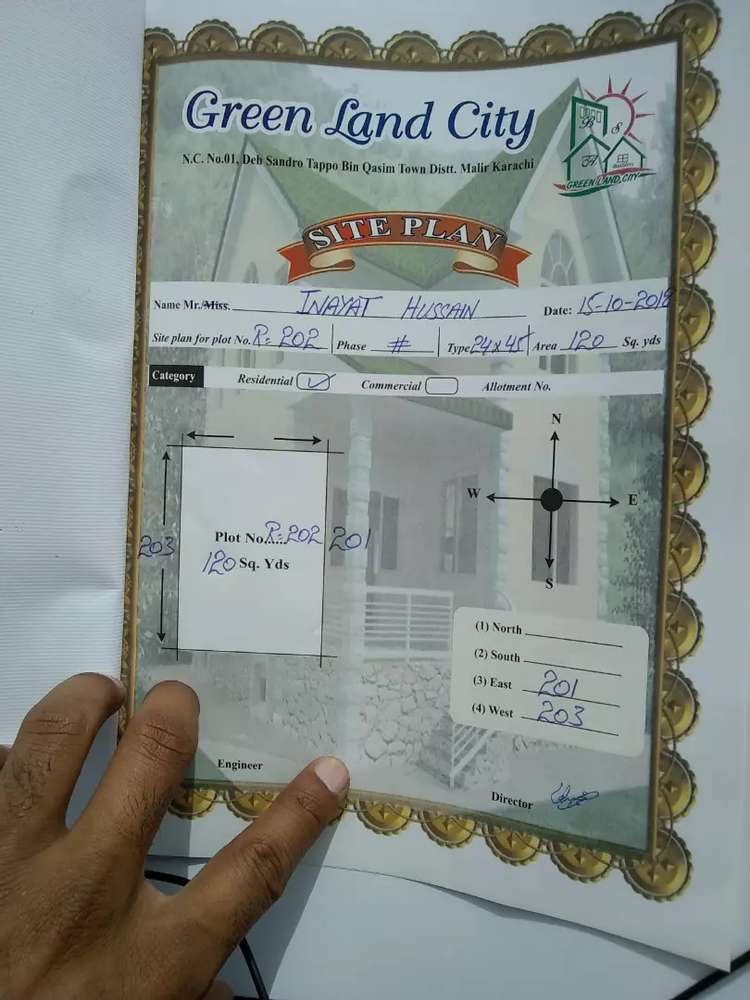 Green Land City
N.C. No.01, Deh Sandro Tappo Bin Qasim Town Distt. Malir Karachi
B S
A
Builders
GREEN LAND CITY
SITE PLAN
Name Mr./Miss. INAYAT HUSSAIN Date: 15-10-2018
Site plan for plot No. R=202 Phase # Type 24x45 Area 120 Sq. yds
Category Residential ✓ Commercial Allotment No.
N
W E
S
203 Plot No..... R=202 201
120 Sq. Yds
(1) North
(2) South
(3) East 201
(4) West 203
Engineer
Director